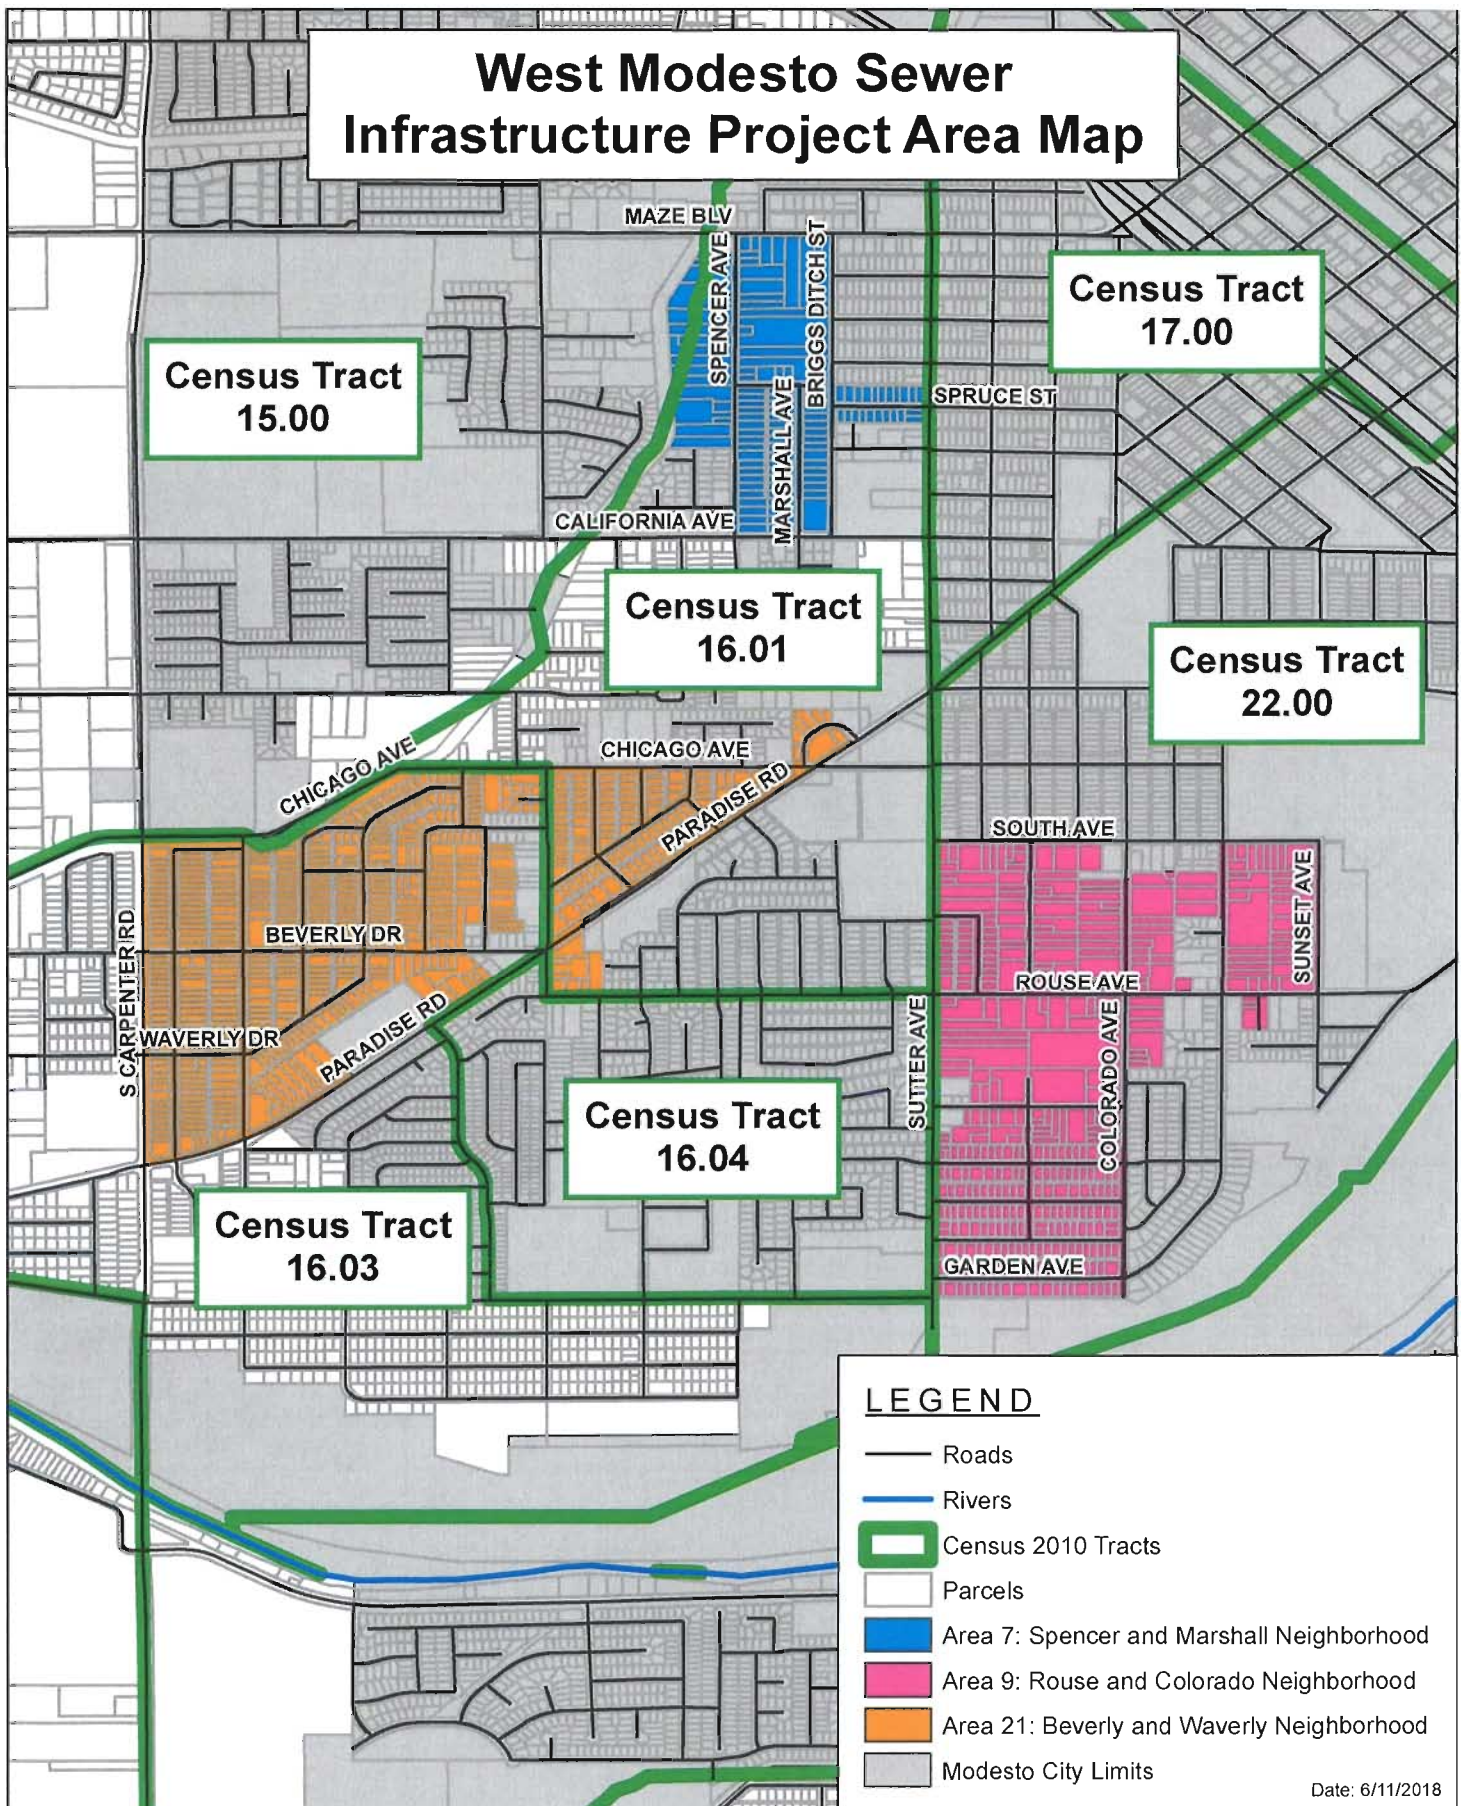 West Modesto Sewer
Infrastructure Project Area Map
MAZE BLV
SPENCER AVE
BRIGGS DITCH ST
Census Tract
17.00
Census Tract
15.00
MARSHALL AVE
SPRUCE ST
CALIFORNIA AVE
Census Tract
16.01
Census Tract
22.00
CHICAGO AVE
CHICAGO AVE
PARADISE RD
SOUTH AVE
SUNSET AVE
S CARPENTER RD
BEVERLY DR
ROUSE AVE
WAVERLY DR
PARADISE RD
SUTTER AVE
COLORADO AVE
Census Tract
16.04
Census Tract
16.03
GARDEN AVE
LEGEND
Roads
Rivers
Census 2010 Tracts
Parcels
Area 7: Spencer and Marshall Neighborhood
Area 9: Rouse and Colorado Neighborhood
Area 21: Beverly and Waverly Neighborhood
Modesto City Limits
Date: 6/11/2018